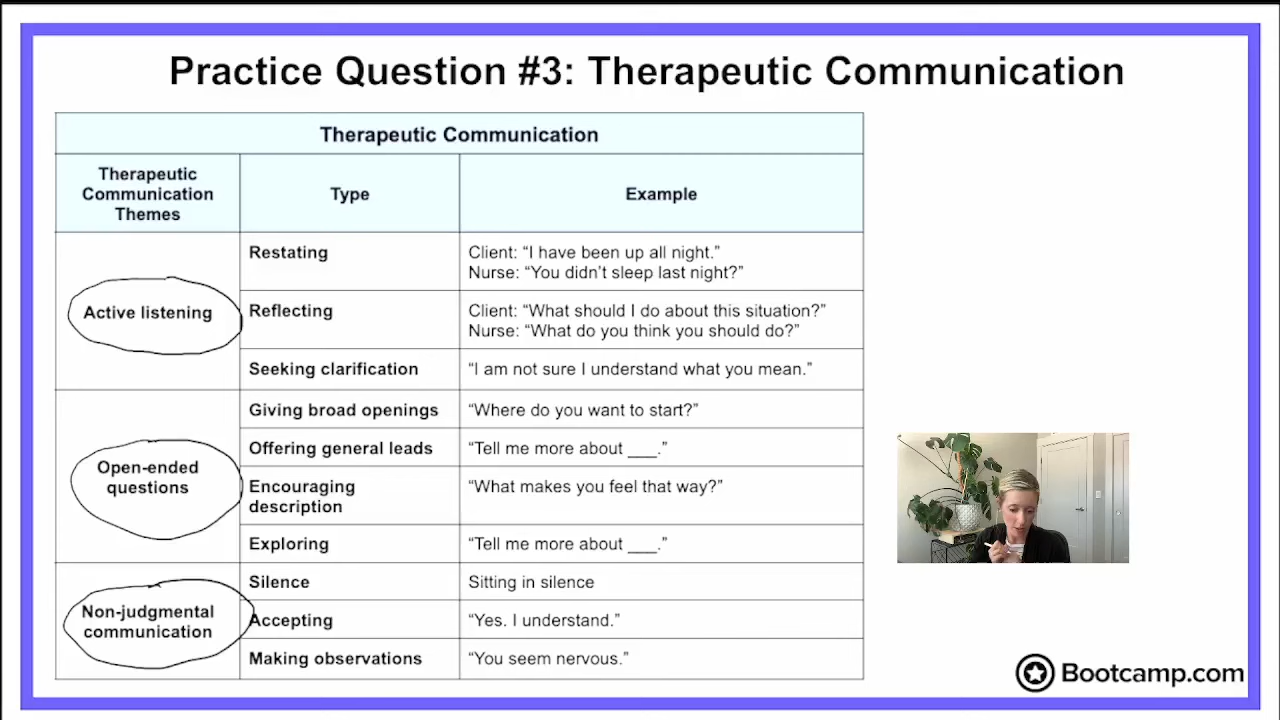 Practice Question #3: Therapeutic Communication
Therapeutic Communication
Therapeutic
Communication
Themes
Type
Example
Active listening
Restating
Client: “I have been up all night.”
Nurse: “You didn’t sleep last night?”
Reflecting
Client: “What should I do about this situation?”
Nurse: “What do you think you should do?”
Seeking clarification
“I am not sure I understand what you mean.”
Open-ended
questions
Giving broad openings
“Where do you want to start?”
Offering general leads
“Tell me more about ___.”
Encouraging
description
“What makes you feel that way?”
Exploring
“Tell me more about ___.”
Non-judgmental
communication
Silence
Sitting in silence
Accepting
“Yes. I understand.”
Making observations
“You seem nervous.”
Bootcamp.com